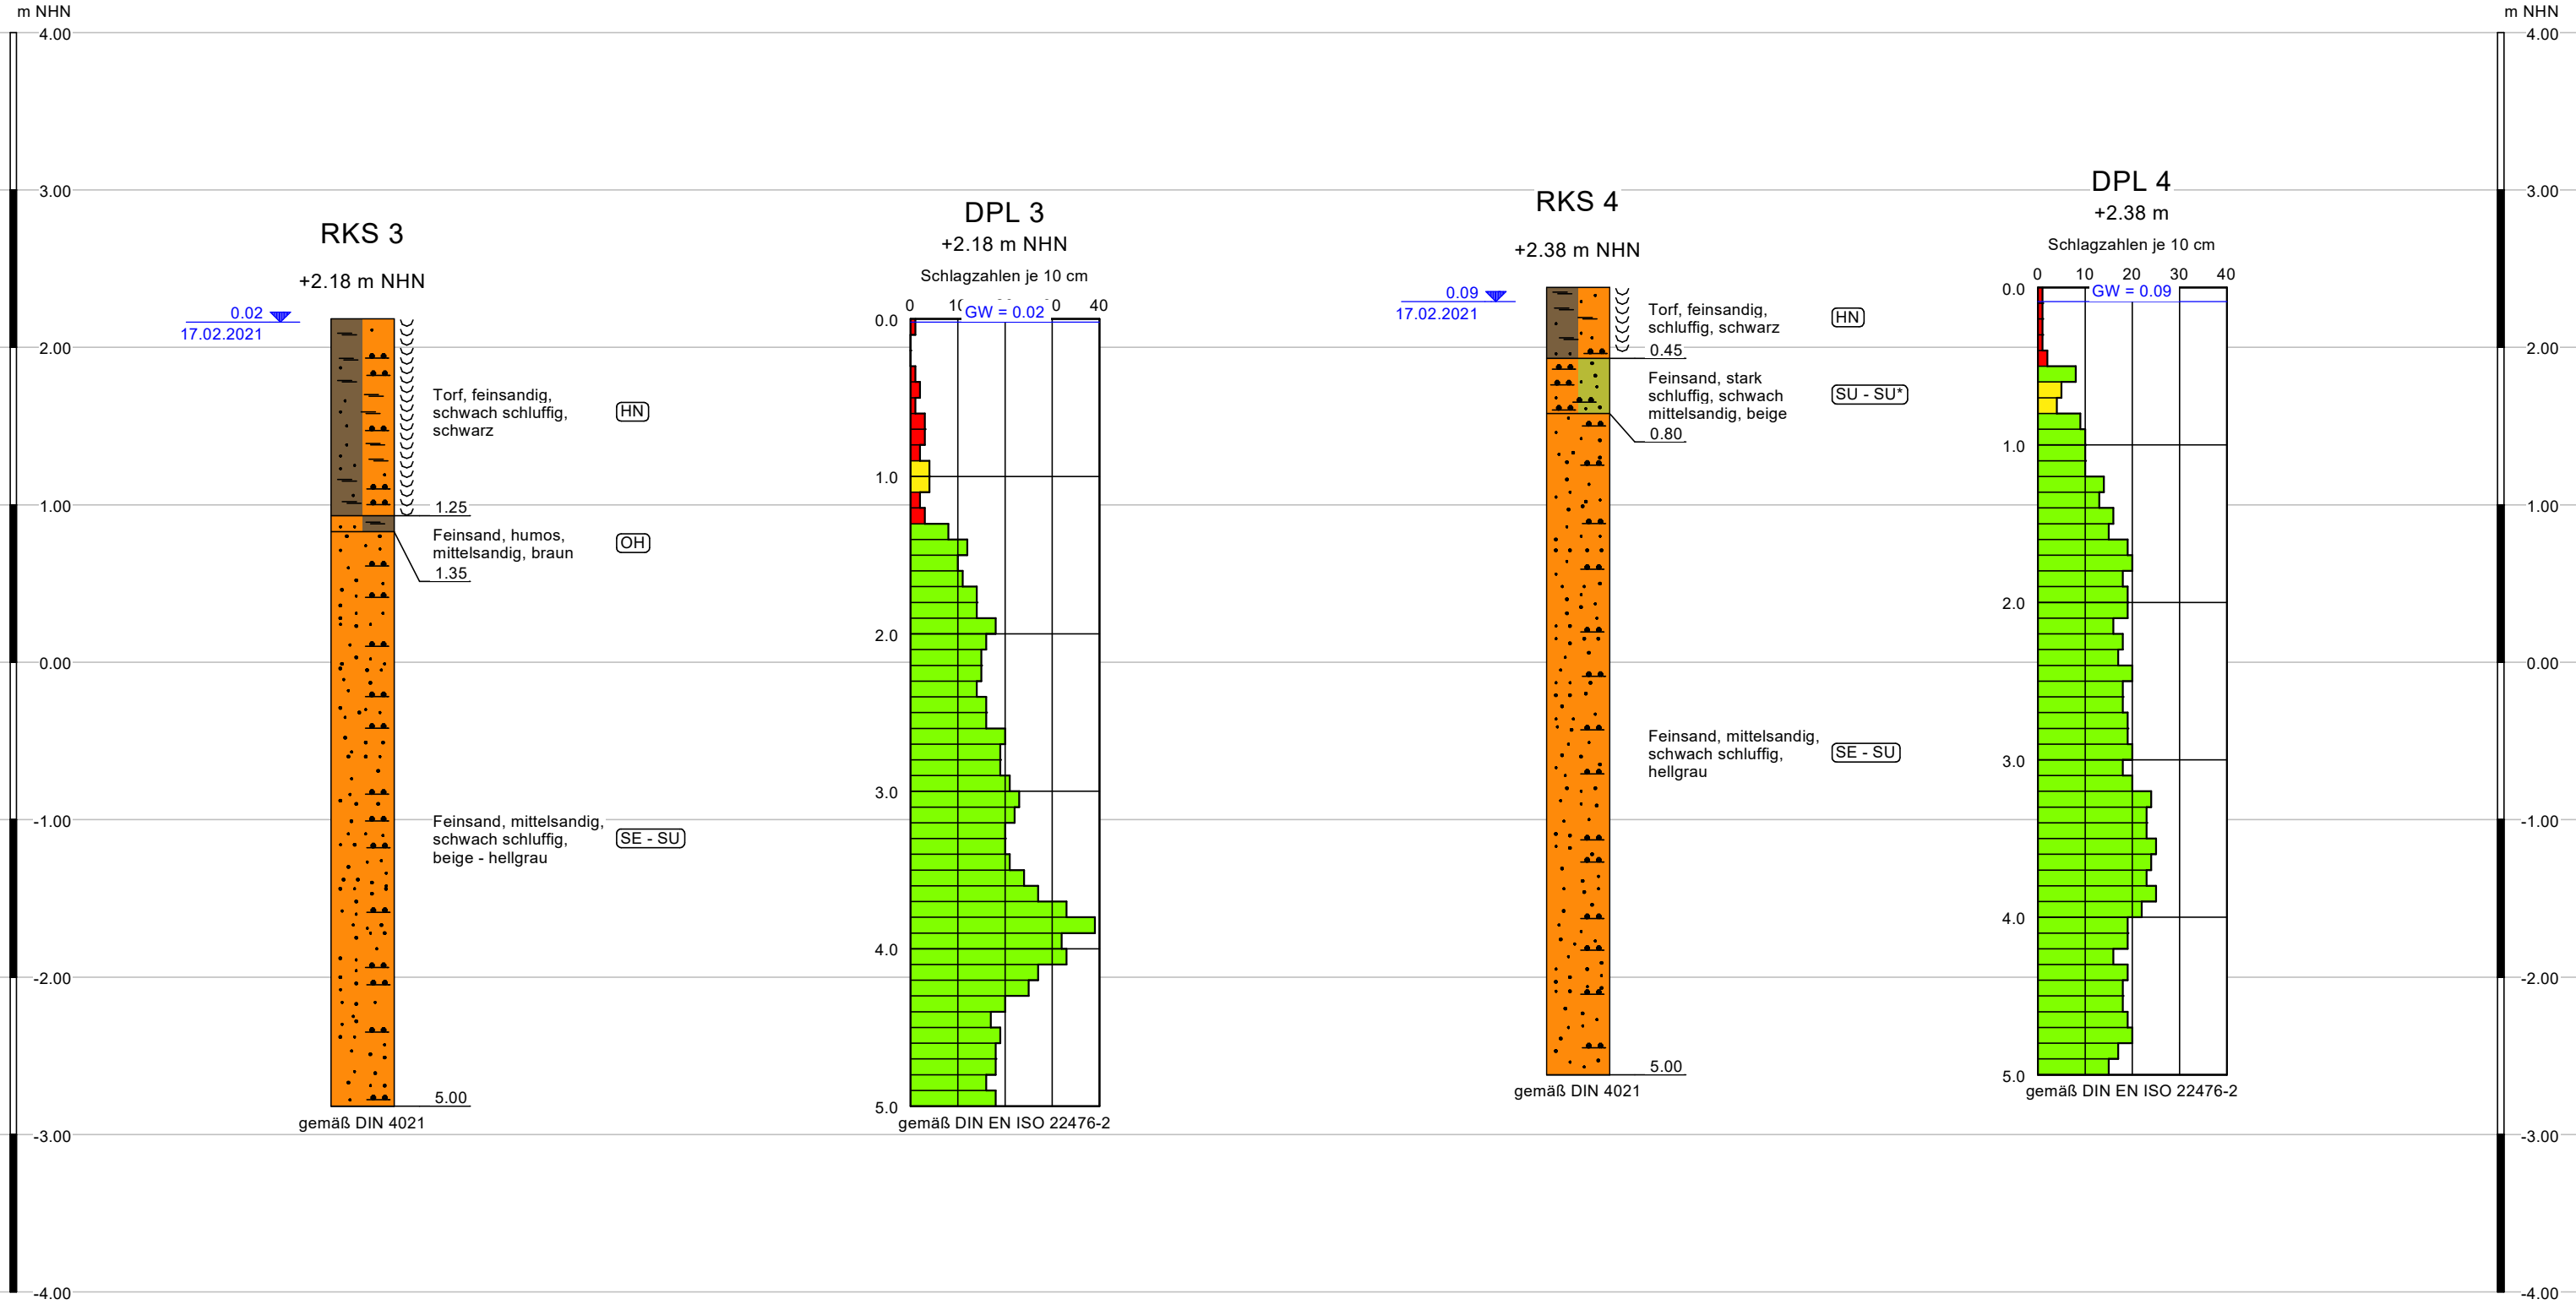 m NHN
4.00
3.00
2.00
1.00
0.00
-1.00
-2.00
-3.00
-4.00
RKS 3
+2.18 m NHN
0.02
17.02.2021
Torf, feinsandig,
schwach schluffig,
schwarz
HN
1.25
Feinsand, humos,
mittelsandig, braun
OH
1.35
Feinsand, mittelsandig,
schwach schluffig,
beige - hellgrau
SE - SU
5.00
gemäß DIN 4021
DPL 3
+2.18 m NHN
Schlagzahlen je 10 cm
0 40
GW = 0.02
0.0
1.0
2.0
3.0
4.0
5.0
gemäß DIN EN ISO 22476-2
RKS 4
+2.38 m NHN
0.09
17.02.2021
Torf, feinsandig,
schluffig, schwarz
HN
0.45
Feinsand, stark
schluffig, schwach
mittelsandig, beige
SU - SU*
0.80
Feinsand, mittelsandig,
schwach schluffig,
hellgrau
SE - SU
5.00
gemäß DIN 4021
DPL 4
+2.38 m
Schlagzahlen je 10 cm
0 10 20 30 40
GW = 0.09
0.0
1.0
2.0
3.0
4.0
5.0
gemäß DIN EN ISO 22476-2
m NHN
4.00
3.00
2.00
1.00
0.00
-1.00
-2.00
-3.00
-4.00